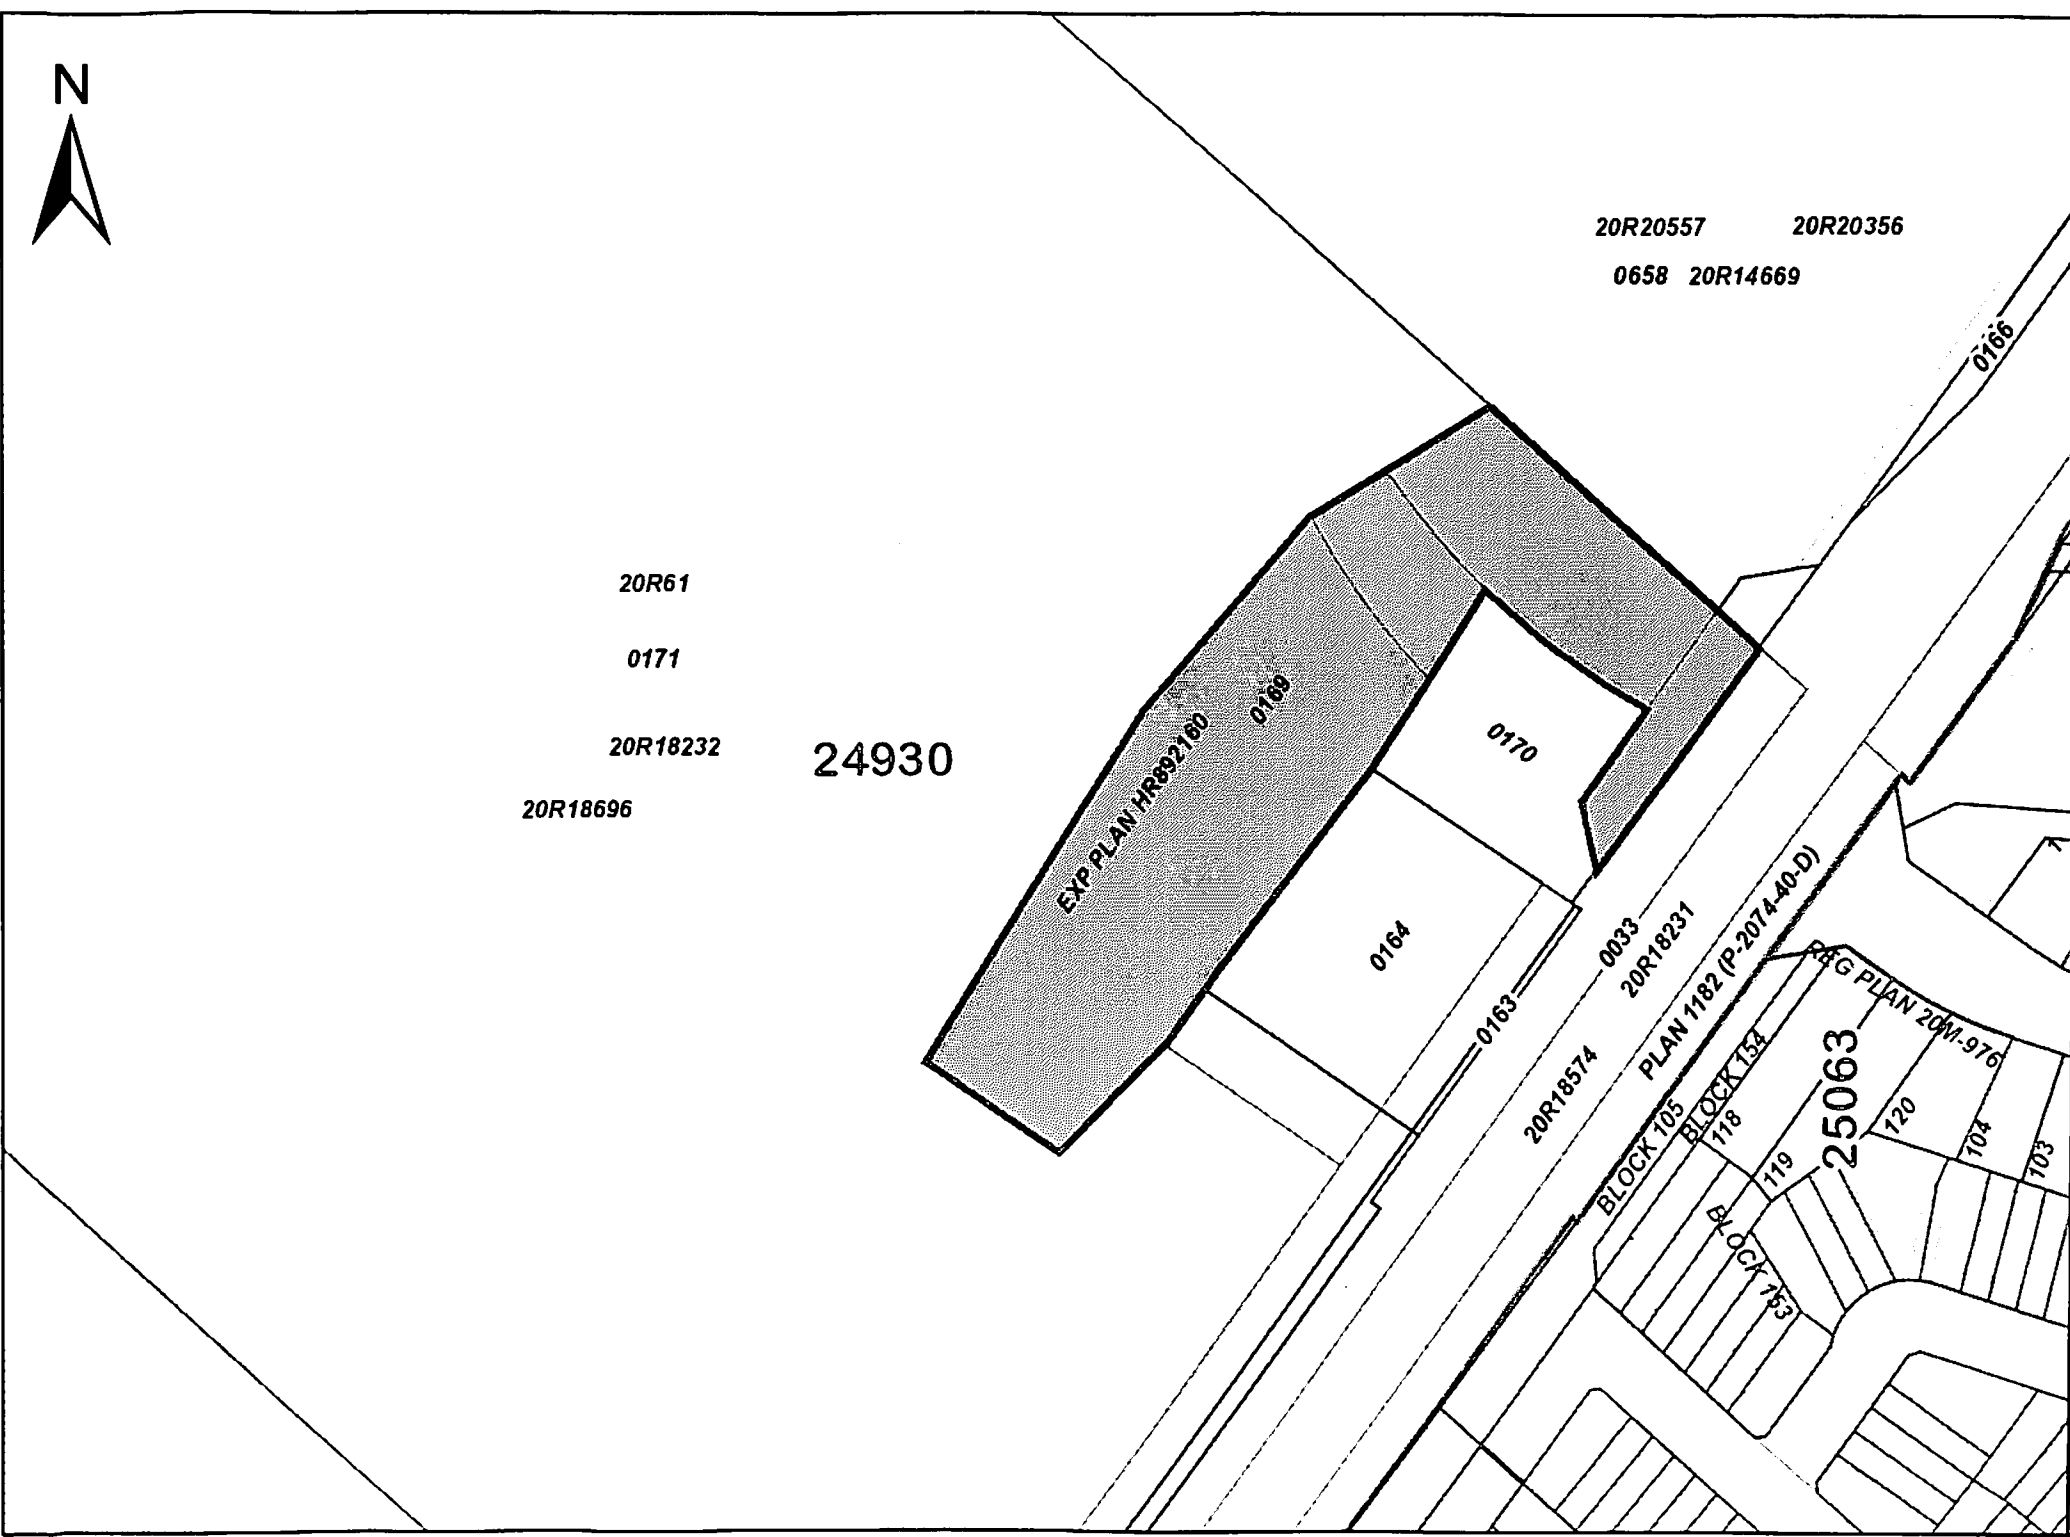 N
20R20557
20R20356
0658
20R14669
0166
20R61
0171
20R18232
24930
20R18696
EXP PLAN HR892160
0169
0170
0164
0163
0033
20R18231
20R18574
PLAN 1182 (P-2074-40-D)
REG PLAN 20M-976
BLOCK 154
BLOCK 105
118
25063
120
104
103
119
BLOCK 153